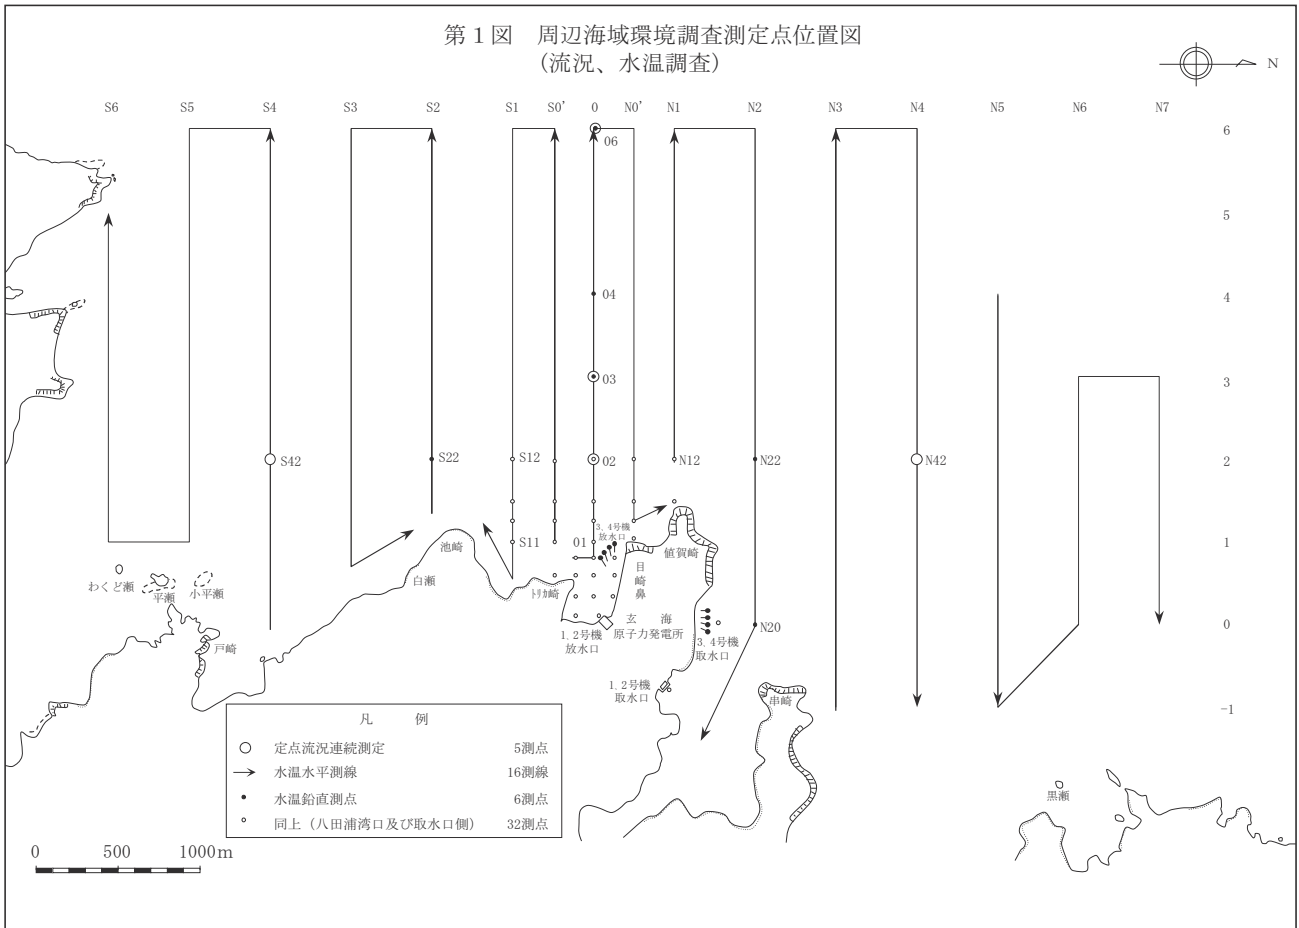 第1図　周辺海域環境調査測定点位置図
(流況、水温調査)
N
S6 S5 S4 S3 S2 S1 S0' 0 N0' N1 N2 N3 N4 N5 N6 N7
6
06
5
04
4
03
3
S42
S22
S12
02
N12
N22
N42
2
3,4号機
放水口
S11
01
1
池崎
値賀崎
白瀬
目崎鼻
わくど瀬
平瀬
小平瀬
ﾄﾘｶ崎
玄　海
原子力発電所
N20
0
戸崎
1,2号機
放水口
3,4号機
取水口
1,2号機
取水口
串崎
-1
凡　例
定点流況連続測定　5測点
水温水平測線　16測線
水温鉛直測点　6測点
同上（八田浦湾口及び取水口側）　32測点
黒瀬
0 500 1000m